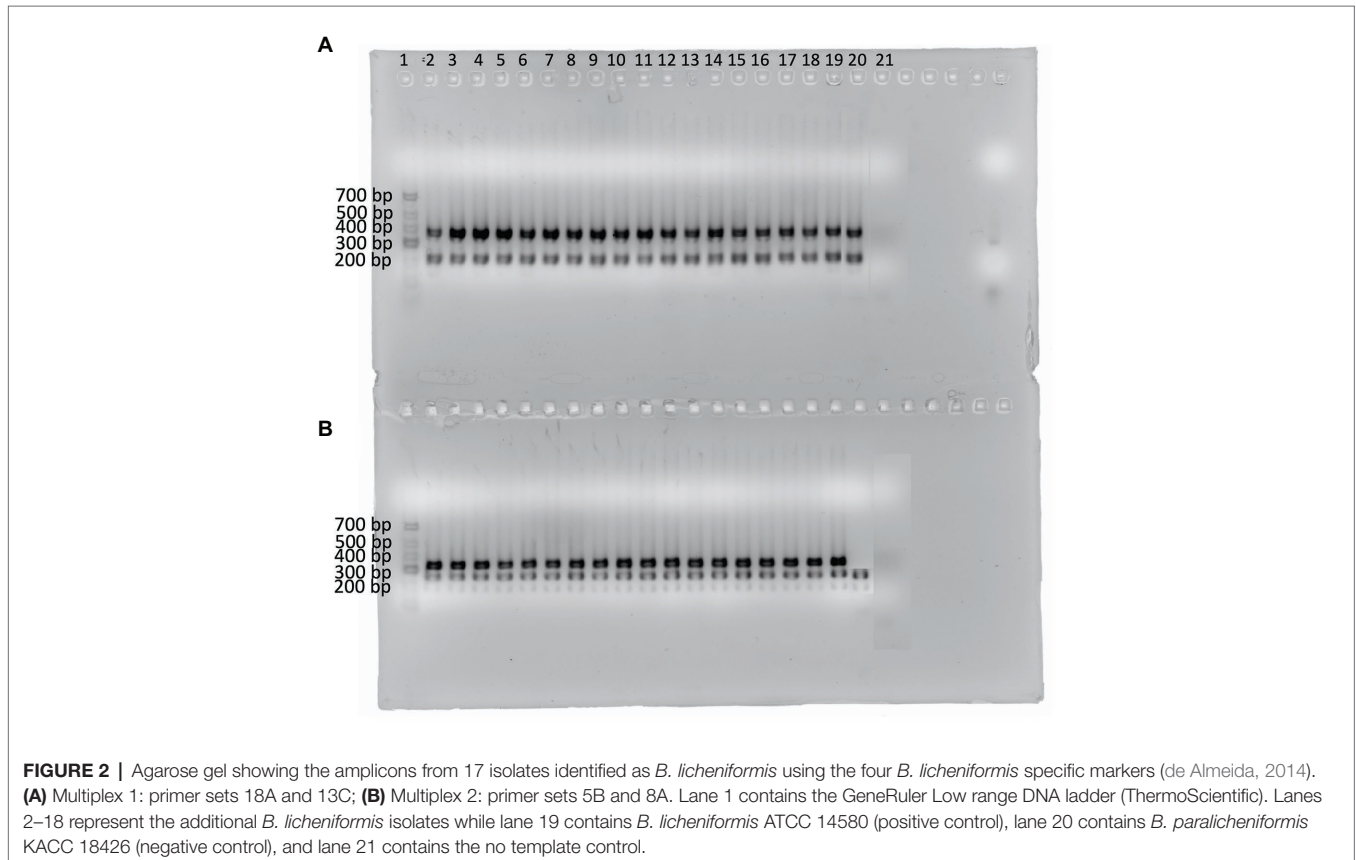 A
1 2 3 4 5 6 7 8 9 10 11 12 13 14 15 16 17 18 19 20 21
700 bp
500 bp
400 bp
300 bp
200 bp
B
700 bp
500 bp
400 bp
300 bp
200 bp
FIGURE 2 | Agarose gel showing the amplicons from 17 isolates identified as B. licheniformis using the four B. licheniformis specific markers (de Almeida, 2014).
(A) Multiplex 1: primer sets 18A and 13C; (B) Multiplex 2: primer sets 5B and 8A. Lane 1 contains the GeneRuler Low range DNA ladder (ThermoScientific). Lanes
2–18 represent the additional B. licheniformis isolates while lane 19 contains B. licheniformis ATCC 14580 (positive control), lane 20 contains B. paralicheniformis
KACC 18426 (negative control), and lane 21 contains the no template control.